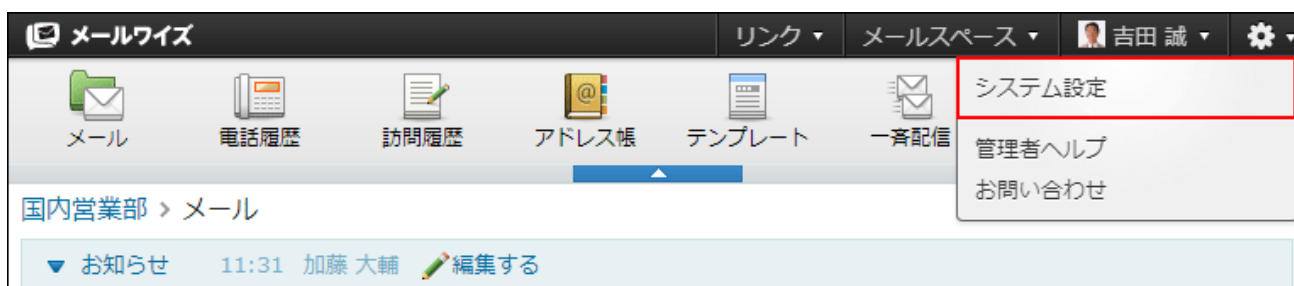 メールワイズ リンク ▼ メールスペース ▼ 吉田 誠 ▼
システム設定
メール 電話履歴 訪問履歴 アドレス帳 テンプレート 一斉配信
管理者ヘルプ
お問い合わせ
国内営業部 > メール
▼ お知らせ 11:31 加藤 大輔 編集する